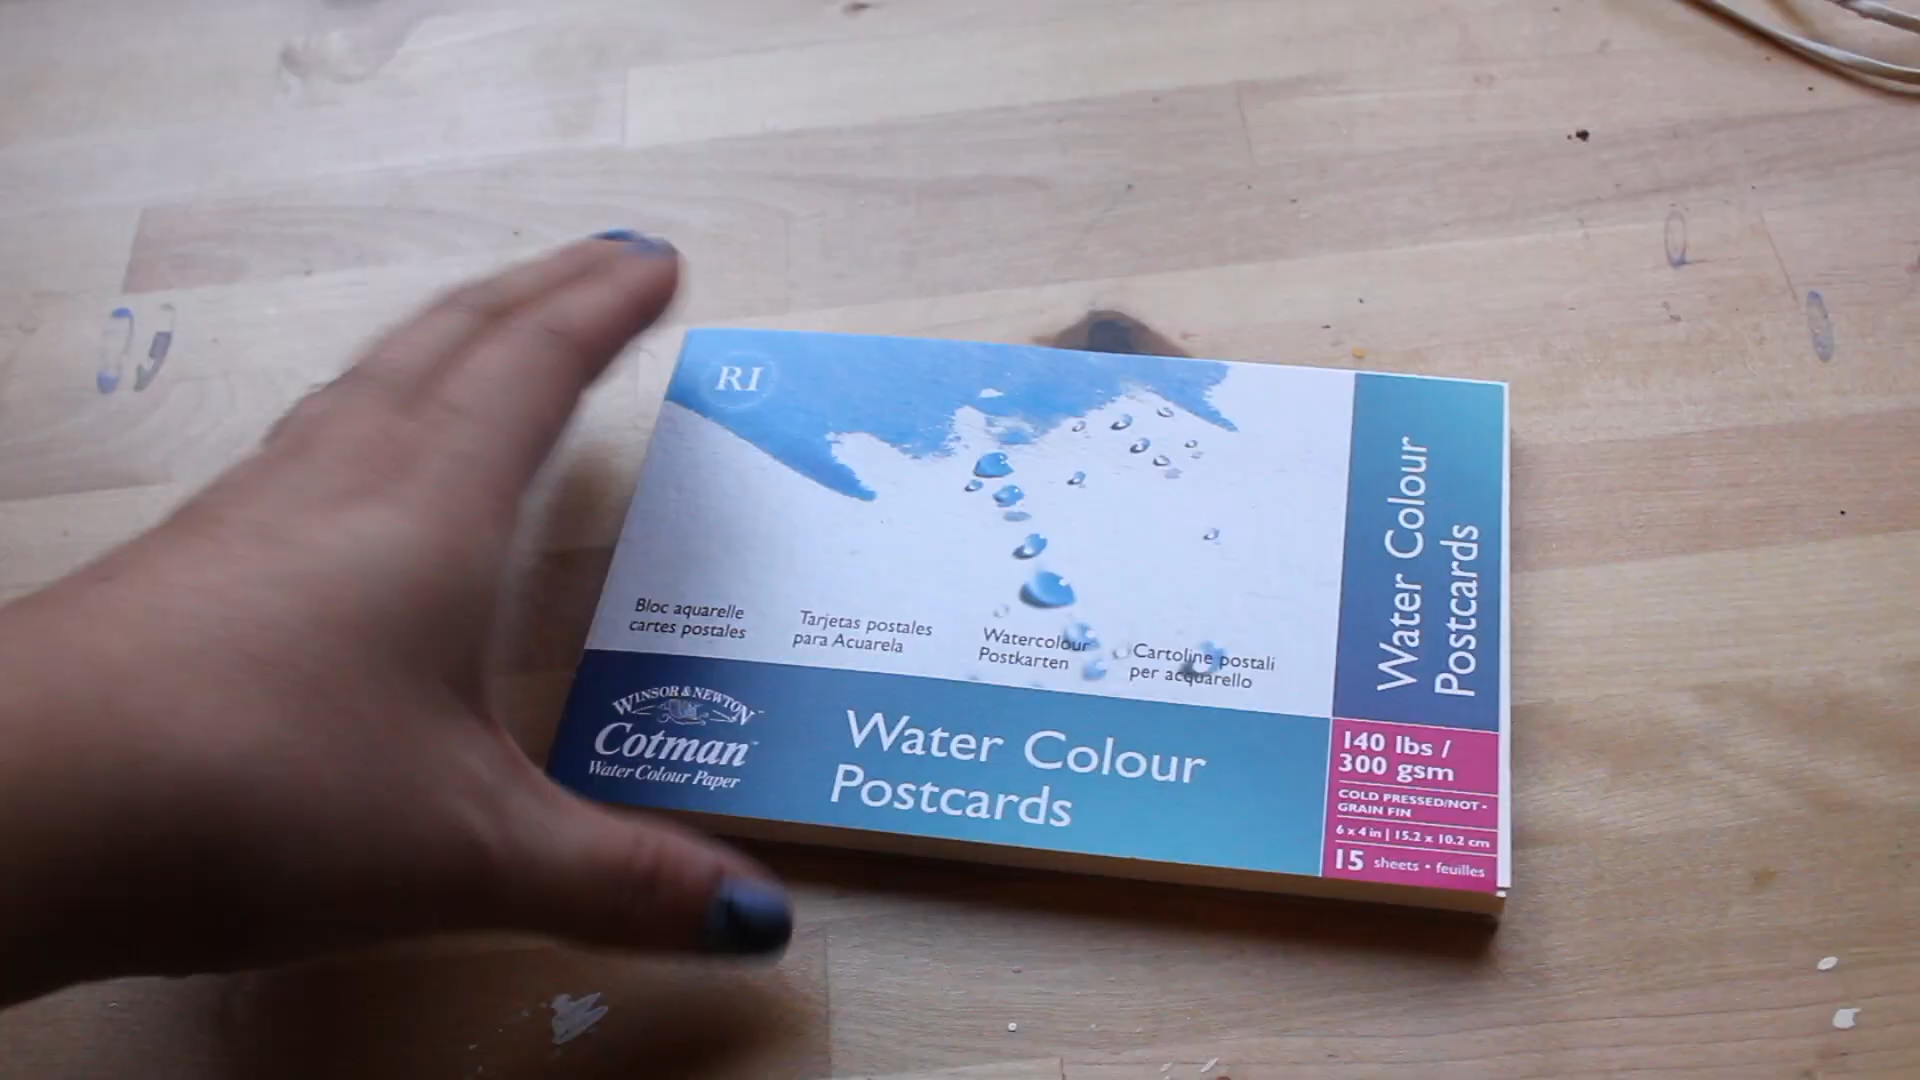 RI
Bloc aquarelle
cartes postales
Tarjetas postales
para Acuarela
Watercolour
Postkarten
Cartoline postali
per acquarello
WINSOR & NEWTON™
Cotman™
Water Colour Paper
Water Colour
Postcards
Water Colour
Postcards
140 lbs /
300 gsm
COLD PRESSED/NOT •
GRAIN FIN
6 x 4 in | 15.2 x 10.2 cm
15 sheets • feuilles